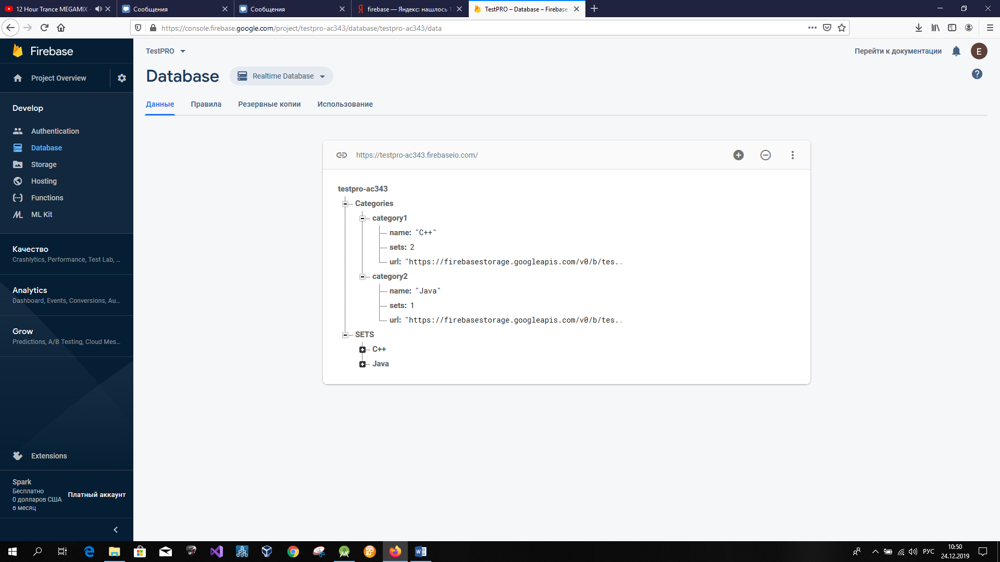 12 Hour Trance MEGAMIX -
Сообщения
Сообщения
firebase — Яндекс: нашлось 1
TestPRO – Database – Firebase
https://console.firebase.google.com/project/testpro-ac343/database/testpro-ac343/data
Firebase
TestPRO
Перейти к документации
E
Project Overview
Database
Realtime Database
?
Develop
Данные
Правила
Резервные копии
Использование
Authentication
Database
Storage
Hosting
Functions
ML Kit
https://testpro-ac343.firebaseio.com/
testpro-ac343
Categories
category1
name: "C++"
sets: 2
url: "https://firebasestorage.googleapis.com/v0/b/tes..
category2
name: "Java"
sets: 1
url: "https://firebasestorage.googleapis.com/v0/b/tes..
SETS
C++
Java
Качество
Crashlytics, Performance, Test Lab, ...
Analytics
Dashboard, Events, Conversions, Au...
Grow
Predictions, A/B Testing, Cloud Mes...
Extensions
Spark
Бесплатно
0 долларов США
в месяц
Платный аккаунт
RP
РУС
10:50
24.12.2019